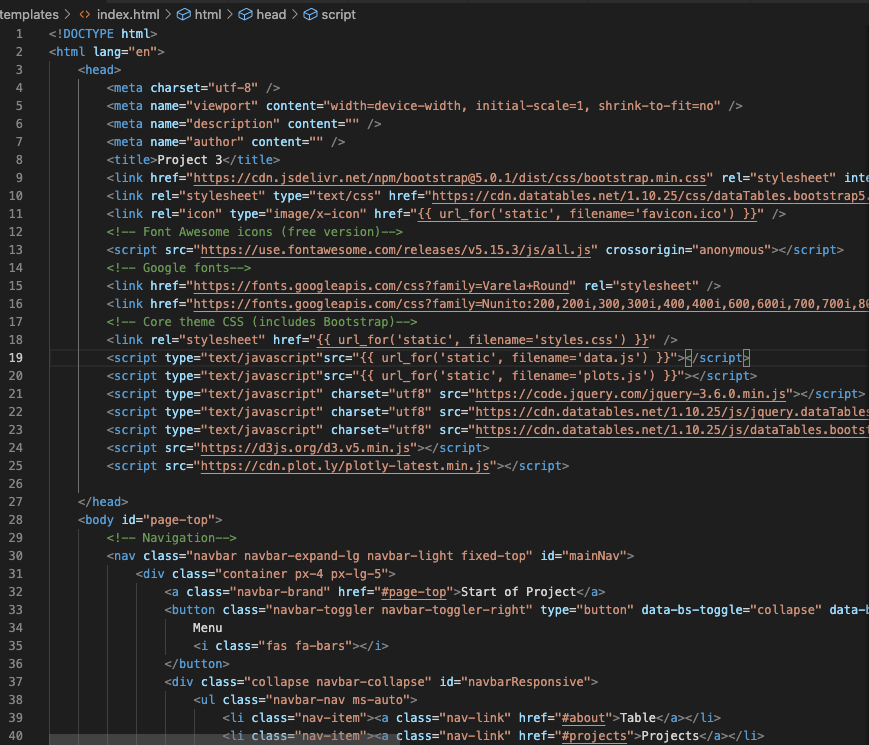 templates > <> index.html > html > head > script
1 <!DOCTYPE html>
2 <html lang="en">
3 <head>
4 <meta charset="utf-8" />
5 <meta name="viewport" content="width=device-width, initial-scale=1, shrink-to-fit=no" />
6 <meta name="description" content="" />
7 <meta name="author" content="" />
8 <title>Project 3</title>
9 <link href="https://cdn.jsdelivr.net/npm/bootstrap@5.0.1/dist/css/bootstrap.min.css" rel="stylesheet" inte
10 <link rel="stylesheet" type="text/css" href="https://cdn.datatables.net/1.10.25/css/dataTables.bootstrap5.
11 <link rel="icon" type="image/x-icon" href="{{ url_for('static', filename='favicon.ico') }}" />
12 <!-- Font Awesome icons (free version)-->
13 <script src="https://use.fontawesome.com/releases/v5.15.3/js/all.js" crossorigin="anonymous"></script>
14 <!-- Google fonts-->
15 <link href="https://fonts.googleapis.com/css?family=Varela+Round" rel="stylesheet" />
16 <link href="https://fonts.googleapis.com/css?family=Nunito:200,200i,300,300i,400,400i,600,600i,700,700i,80
17 <!-- Core theme CSS (includes Bootstrap)-->
18 <link rel="stylesheet" href="{{ url_for('static', filename='styles.css') }}" />
19 <script type="text/javascript"src="{{ url_for('static', filename='data.js') }}"></script>
20 <script type="text/javascript"src="{{ url_for('static', filename='plots.js') }}"></script>
21 <script type="text/javascript" charset="utf8" src="https://code.jquery.com/jquery-3.6.0.min.js"></script>
22 <script type="text/javascript" charset="utf8" src="https://cdn.datatables.net/1.10.25/js/jquery.dataTables
23 <script type="text/javascript" charset="utf8" src="https://cdn.datatables.net/1.10.25/js/dataTables.bootst
24 <script src="https://d3js.org/d3.v5.min.js"></script>
25 <script src="https://cdn.plot.ly/plotly-latest.min.js"></script>
26
27 </head>
28 <body id="page-top">
29 <!-- Navigation-->
30 <nav class="navbar navbar-expand-lg navbar-light fixed-top" id="mainNav">
31 <div class="container px-4 px-lg-5">
32 <a class="navbar-brand" href="#page-top">Start of Project</a>
33 <button class="navbar-toggler navbar-toggler-right" type="button" data-bs-toggle="collapse" data-b
34 Menu
35 <i class="fas fa-bars"></i>
36 </button>
37 <div class="collapse navbar-collapse" id="navbarResponsive">
38 <ul class="navbar-nav ms-auto">
39 <li class="nav-item"><a class="nav-link" href="#about">Table</a></li>
40 <li class="nav-item"><a class="nav-link" href="#projects">Projects</a></li>